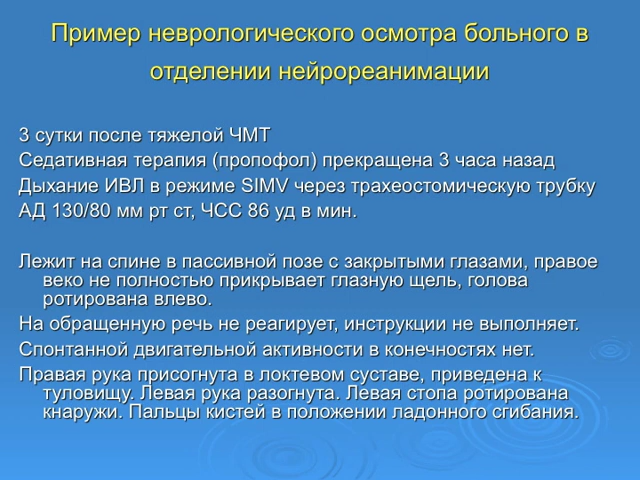 Пример неврологического осмотра больного в
отделении нейрореанимации
3 сутки после тяжелой ЧМТ
Седативная терапия (пропофол) прекращена 3 часа назад
Дыхание ИВЛ в режиме SIMV через трахеостомическую трубку
АД 130/80 мм рт ст, ЧСС 86 уд в мин.
Лежит на спине в пассивной позе с закрытыми глазами, правое
веко не полностью прикрывает глазную щель, голова
ротирована влево.
На обращенную речь не реагирует, инструкции не выполняет.
Спонтанной двигательной активности в конечностях нет.
Правая рука присогнута в локтевом суставе, приведена к
туловищу. Левая рука разогнута. Левая стопа ротирована
кнаружи. Пальцы кистей в положении ладонного сгибания.